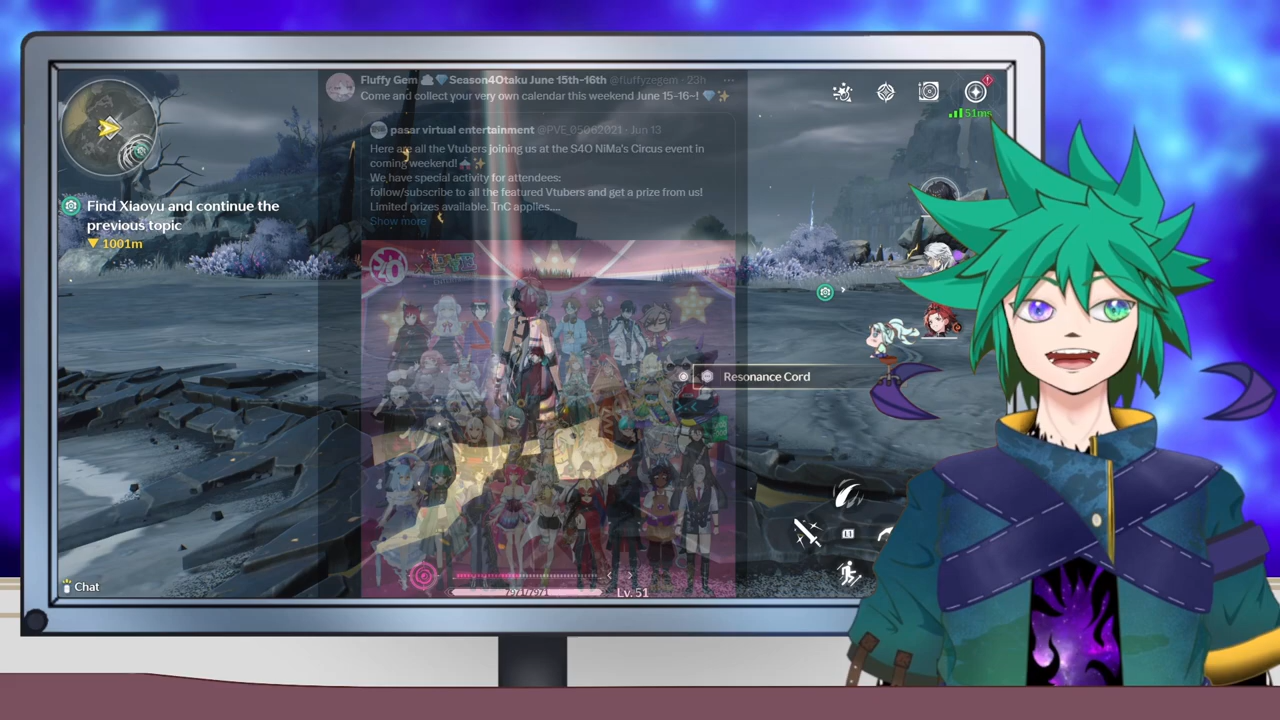 Fluffy Gem ☁️💎Season4Otaku June 15th-16th @fluffyzegem · 23h
Come and collect your very own calendar this weekend June 15-16~! 💎✨
51ms
pasar virtual entertainment @PVE_05062021 · Jun 13
Here are all the Vtubers joining us at the S4O NiMa's Circus event in
coming weekend!🎪✨
We have special activity for attendees:
follow/subscribe to all the featured Vtubers and get a prize from us!
Limited prizes available. TnC applies....
Show more
Find Xiaoyu and continue the
previous topic
1001m
PVE
Resonance Cord
L1
Chat
Lv. 51